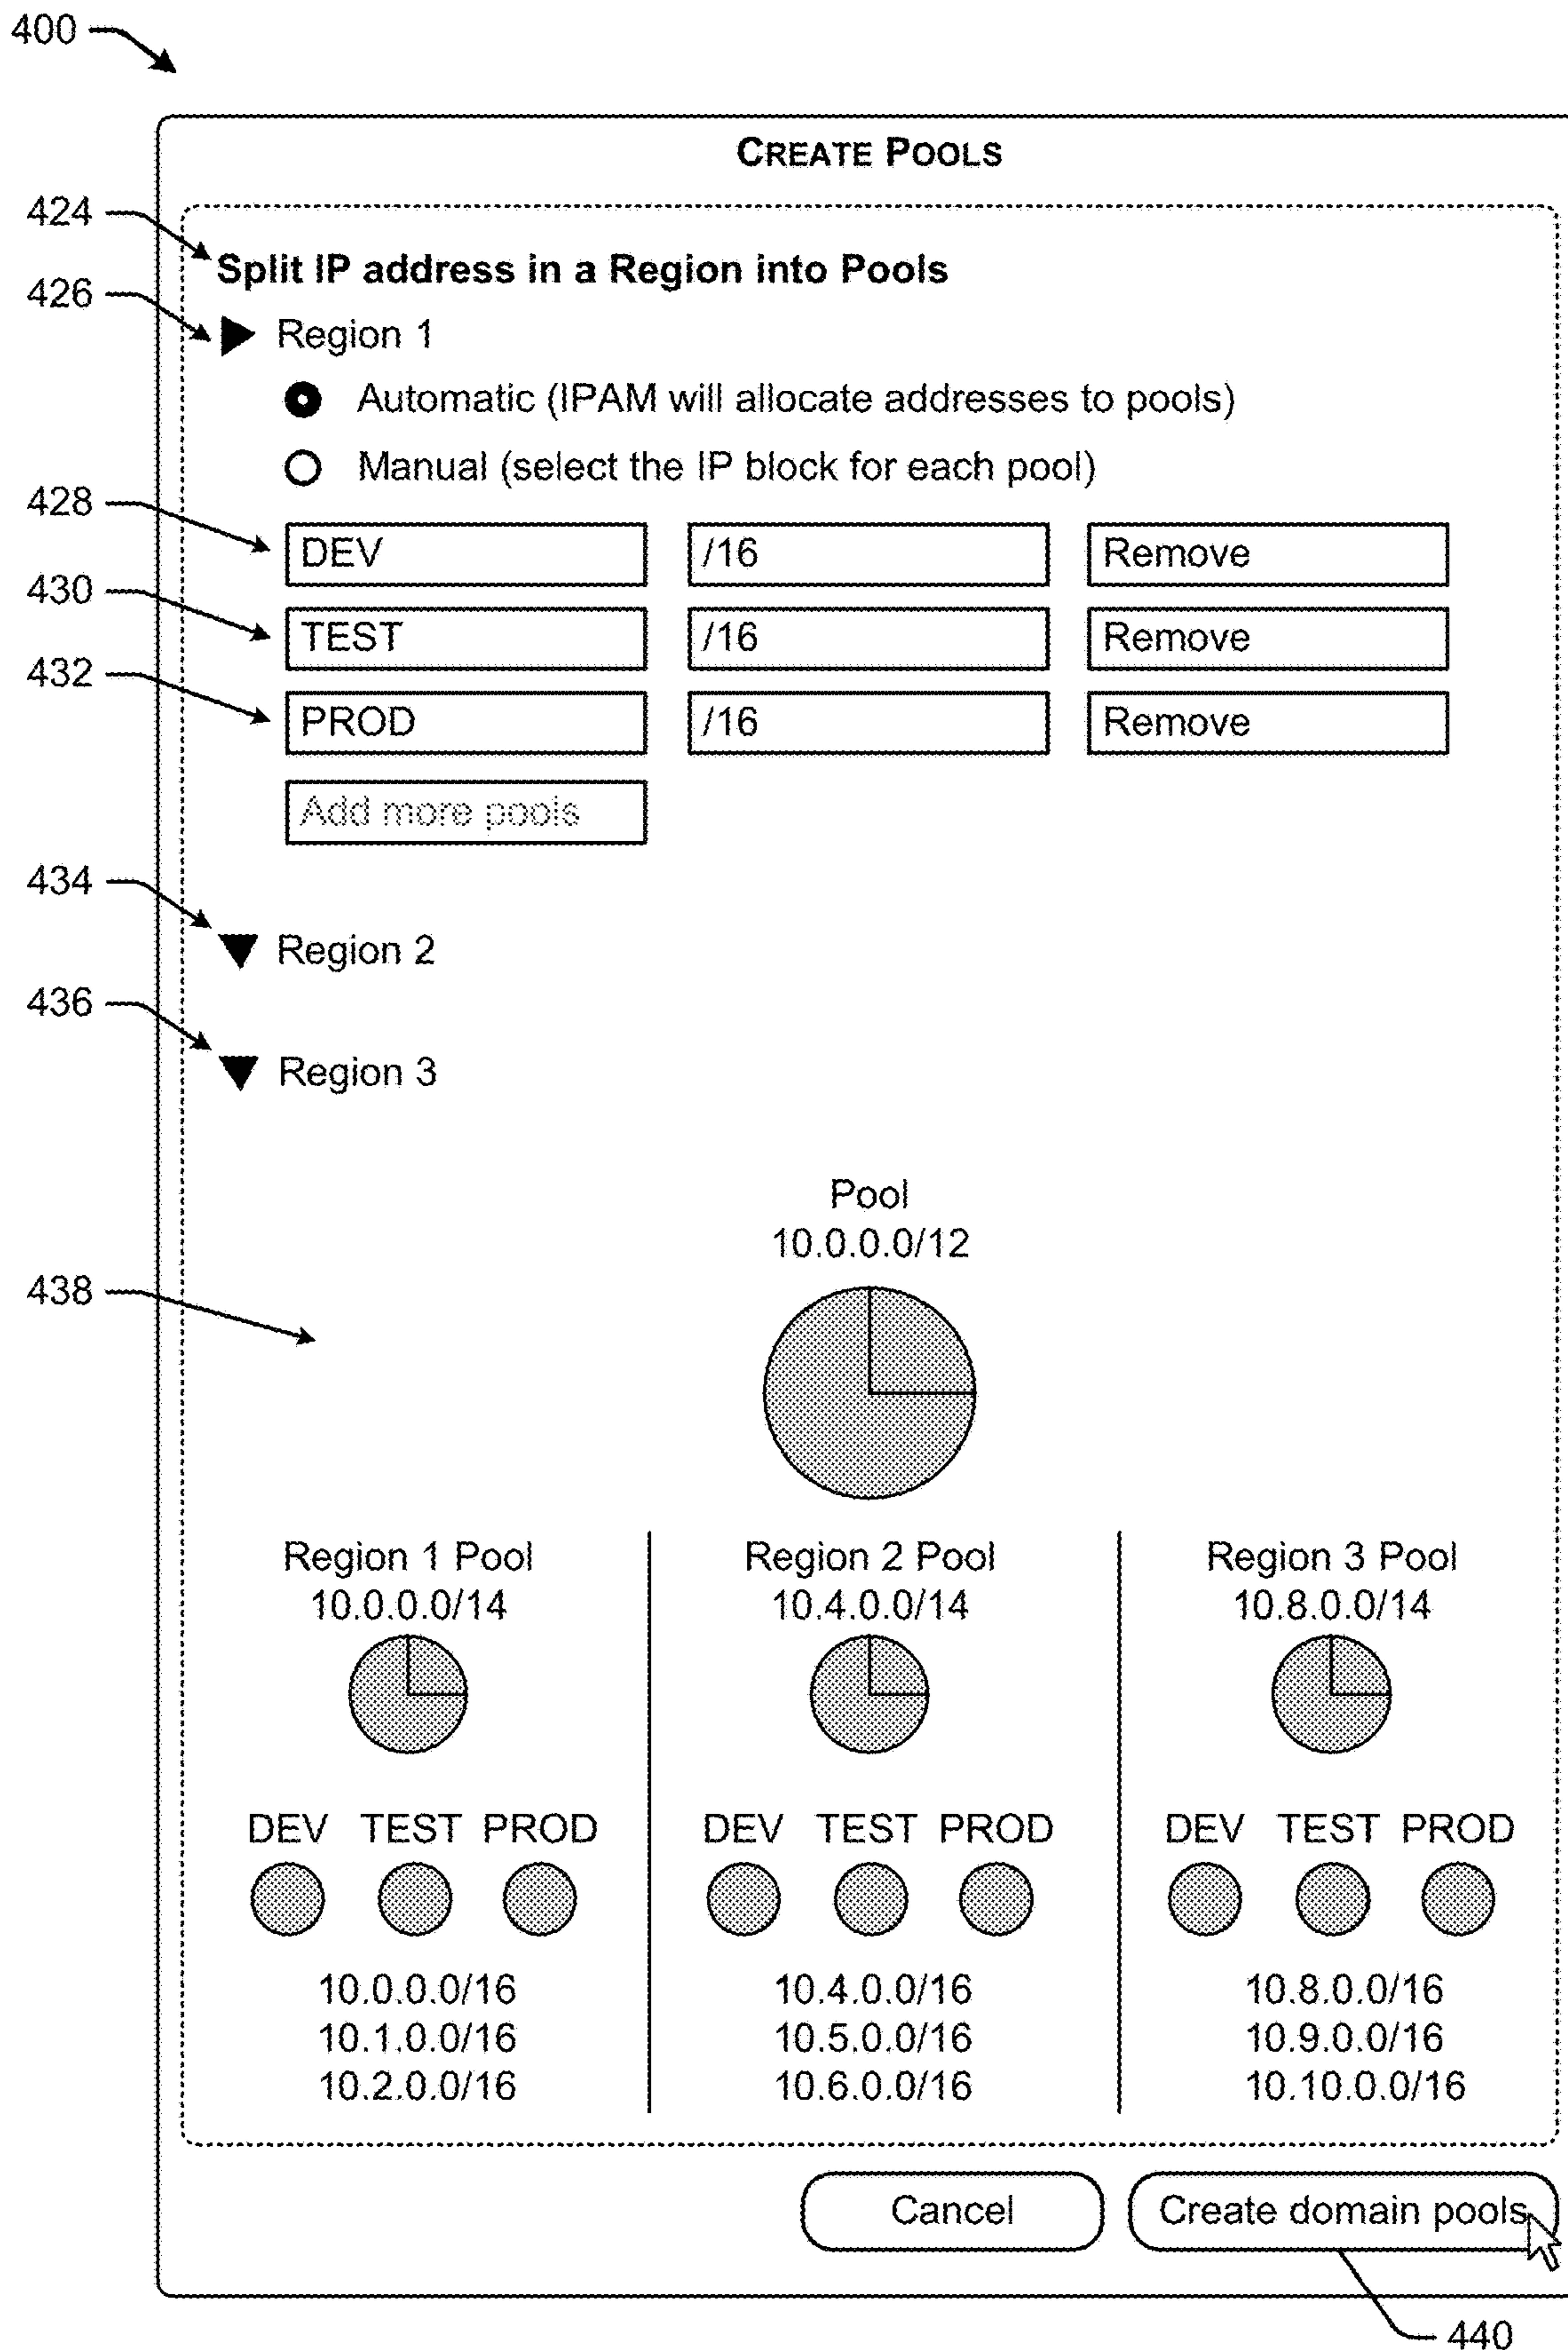 400
CREATE POOLS
424
Split IP address in a Region into Pools
426
Region 1
Automatic (IPAM will allocate addresses to pools)
Manual (select the IP block for each pool)
428
DEV /16 Remove
430
TEST /16 Remove
432
PROD /16 Remove
Add more pools
434
Region 2
436
Region 3
Pool
10.0.0.0/12
438
Region 1 Pool Region 2 Pool Region 3 Pool
10.0.0.0/14 10.4.0.0/14 10.8.0.0/14
DEV TEST PROD DEV TEST PROD DEV TEST PROD
10.0.0.0/16 10.4.0.0/16 10.8.0.0/16
10.1.0.0/16 10.5.0.0/16 10.9.0.0/16
10.2.0.0/16 10.6.0.0/16 10.10.0.0/16
Cancel Create domain pools
440